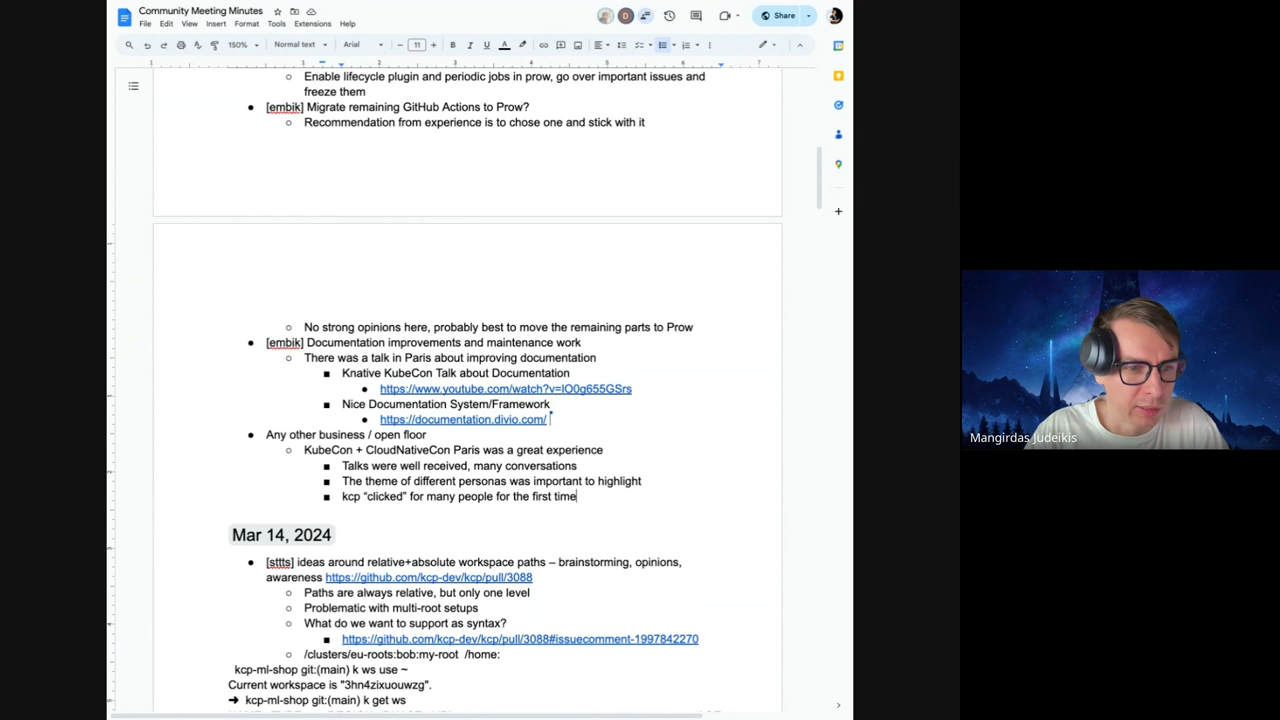 Community Meeting Minutes
File Edit View Insert Format Tools Extensions Help
D
Share
150% Normal text Arial 11 B I U A
1 1 2 3 4 5 6 7
○ Enable lifecycle plugin and periodic jobs in prow, go over important issues and
freeze them
● [embik] Migrate remaining GitHub Actions to Prow?
○ Recommendation from experience is to chose one and stick with it
○ No strong opinions here, probably best to move the remaining parts to Prow
● [embik] Documentation improvements and maintenance work
○ There was a talk in Paris about improving documentation
■ Knative KubeCon Talk about Documentation
● https://www.youtube.com/watch?v=IO0g655GSrs
■ Nice Documentation System/Framework
● https://documentation.divio.com/
● Any other business / open floor
○ KubeCon + CloudNativeCon Paris was a great experience
■ Talks were well received, many conversations
■ The theme of different personas was important to highlight
■ kcp “clicked” for many people for the first time
Mar 14, 2024
● [sttts] ideas around relative+absolute workspace paths – brainstorming, opinions,
awareness https://github.com/kcp-dev/kcp/pull/3088
○ Paths are always relative, but only one level
○ Problematic with multi-root setups
○ What do we want to support as syntax?
■ https://github.com/kcp-dev/kcp/pull/3088#issuecomment-1997842270
○ /clusters/eu-roots:bob:my-root /home:
kcp-ml-shop git:(main) k ws use ~
Current workspace is "3hn4zixuouwzg".
➜ kcp-ml-shop git:(main) k get ws
Mangirdas Judeikis